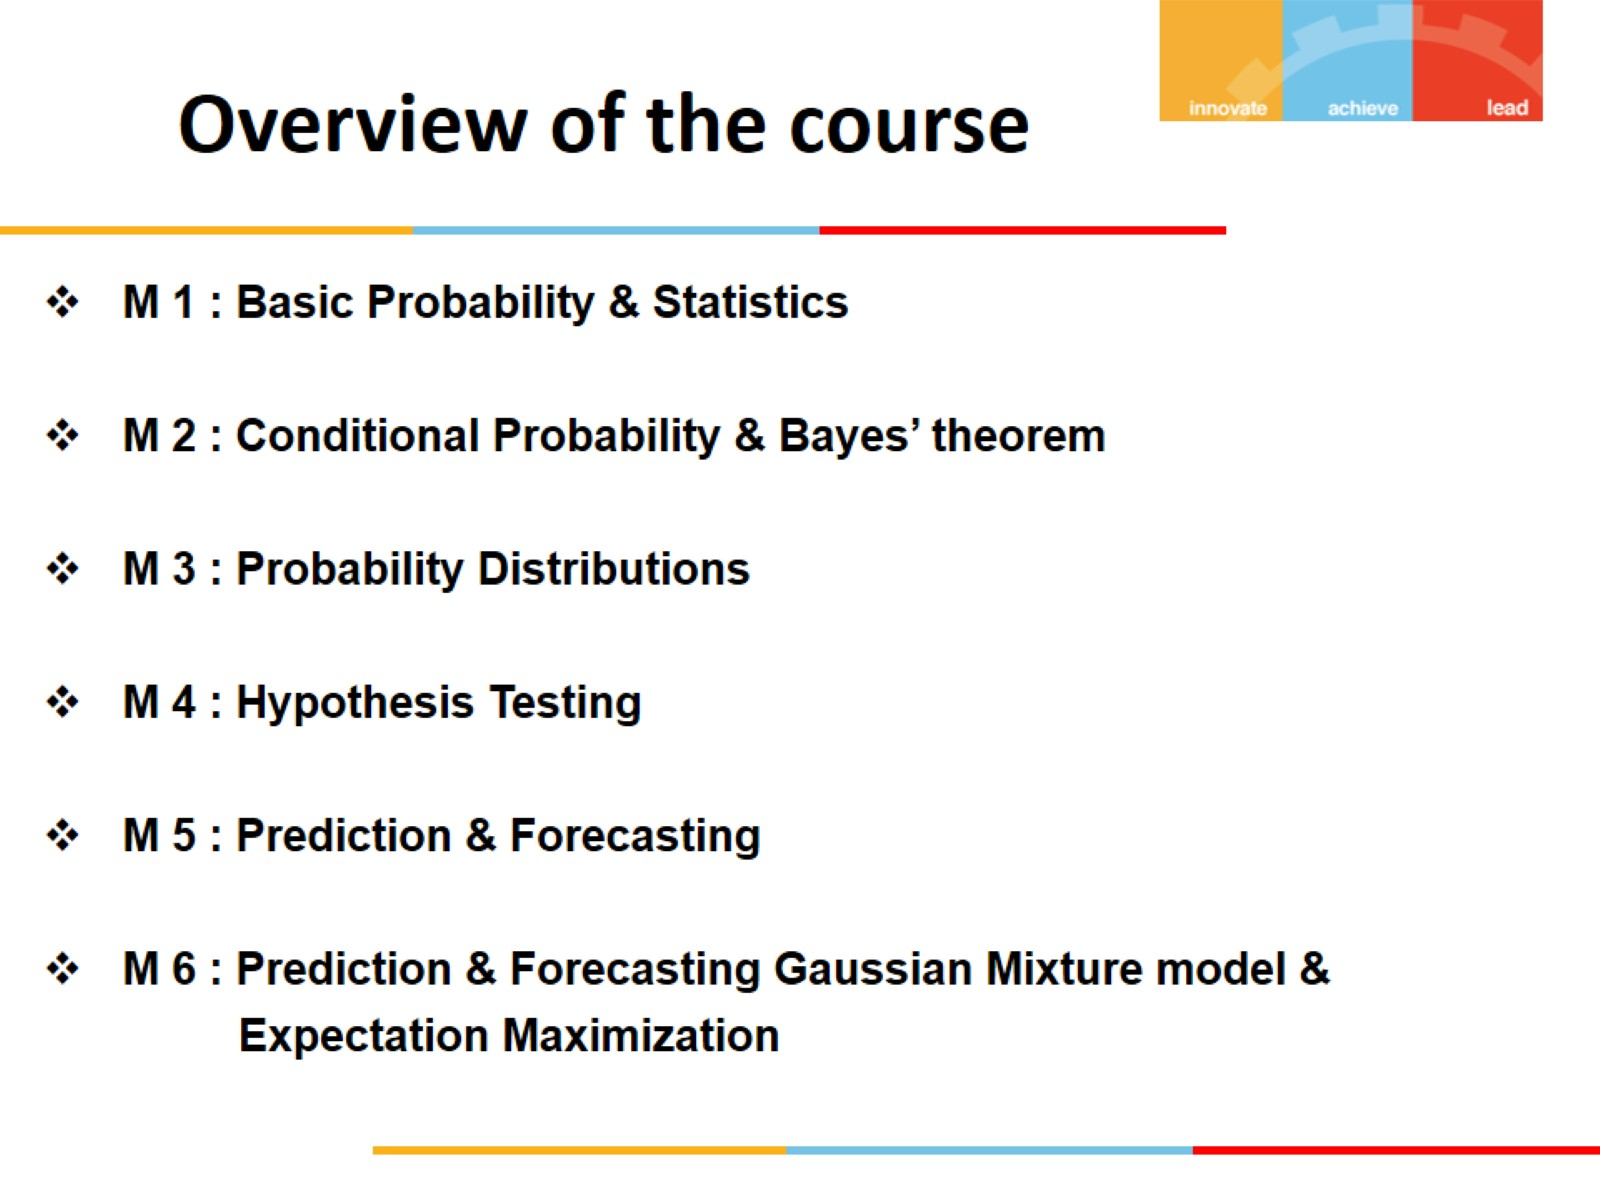 innovate achieve lead
Overview of the course
❖ M 1 : Basic Probability & Statistics
❖ M 2 : Conditional Probability & Bayes’ theorem
❖ M 3 : Probability Distributions
❖ M 4 : Hypothesis Testing
❖ M 5 : Prediction & Forecasting
❖ M 6 : Prediction & Forecasting Gaussian Mixture model &
Expectation Maximization